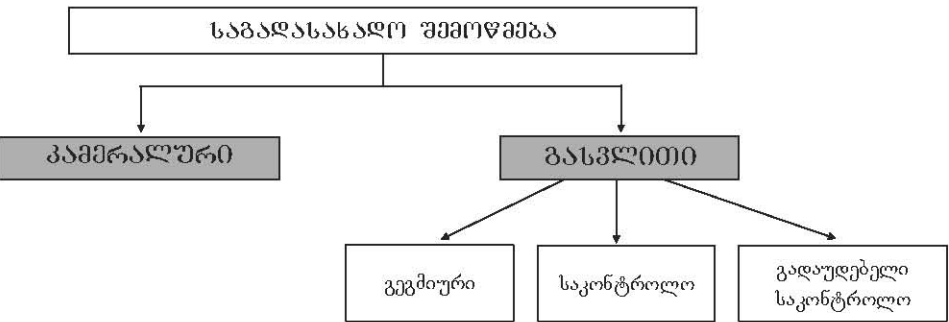 საგადასახადო შემოწმება
კამერალური
გასვლითი
გეგმიური
საკონტროლო
გადაუდებელი
საკონტროლო